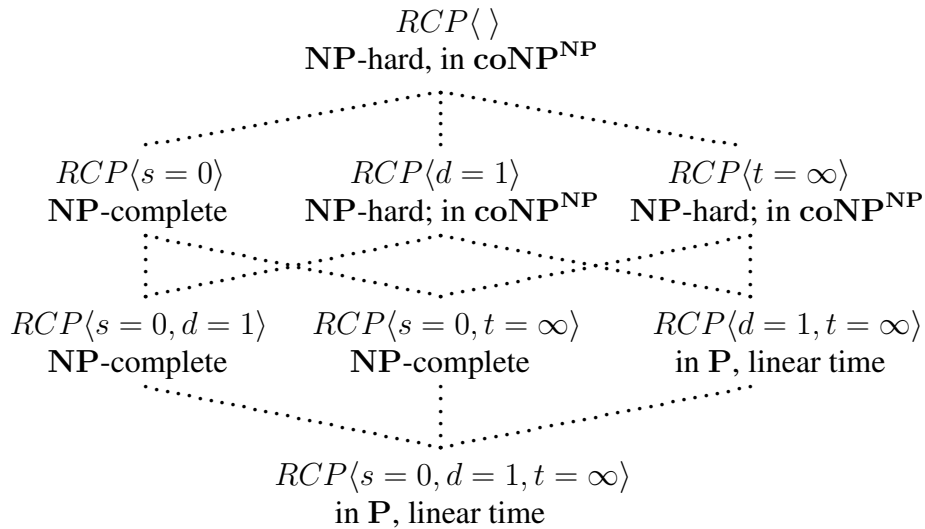 RCP⟨ ⟩
NP-hard, in coNP^NP
RCP⟨s = 0⟩ RCP⟨d = 1⟩ RCP⟨t = ∞⟩
NP-complete NP-hard; in coNP^NP NP-hard; in coNP^NP
RCP⟨s = 0, d = 1⟩ RCP⟨s = 0, t = ∞⟩ RCP⟨d = 1, t = ∞⟩
NP-complete NP-complete in P, linear time
RCP⟨s = 0, d = 1, t = ∞⟩
in P, linear time